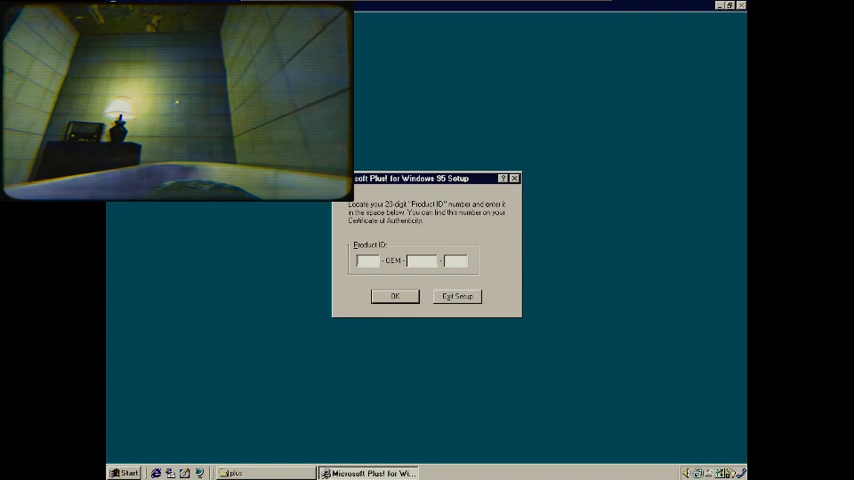 soft Plus! for Windows 95 Setup
Locate your 20-digit "Product ID" number and enter it
in the space below. You can find this number on your
Certificate of Authenticity.
Product ID:
- OEM -
-
OK
Exit Setup
Start
plus
Microsoft Plus! for Wi...